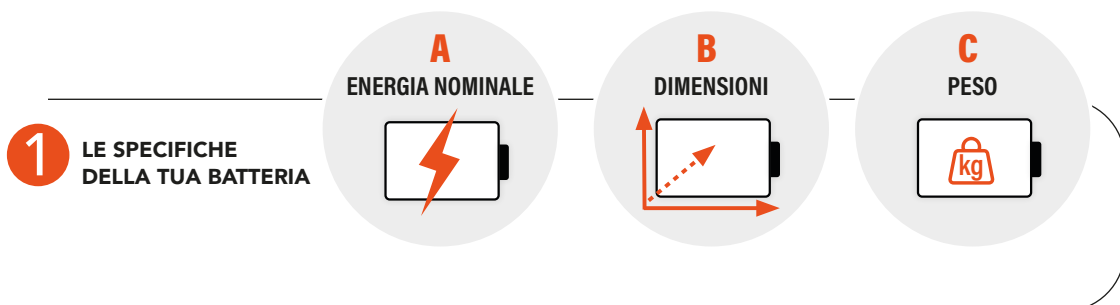 A
ENERGIA NOMINALE
B
DIMENSIONI
C
PESO
1
LE SPECIFICHE
DELLA TUA BATTERIA
kg